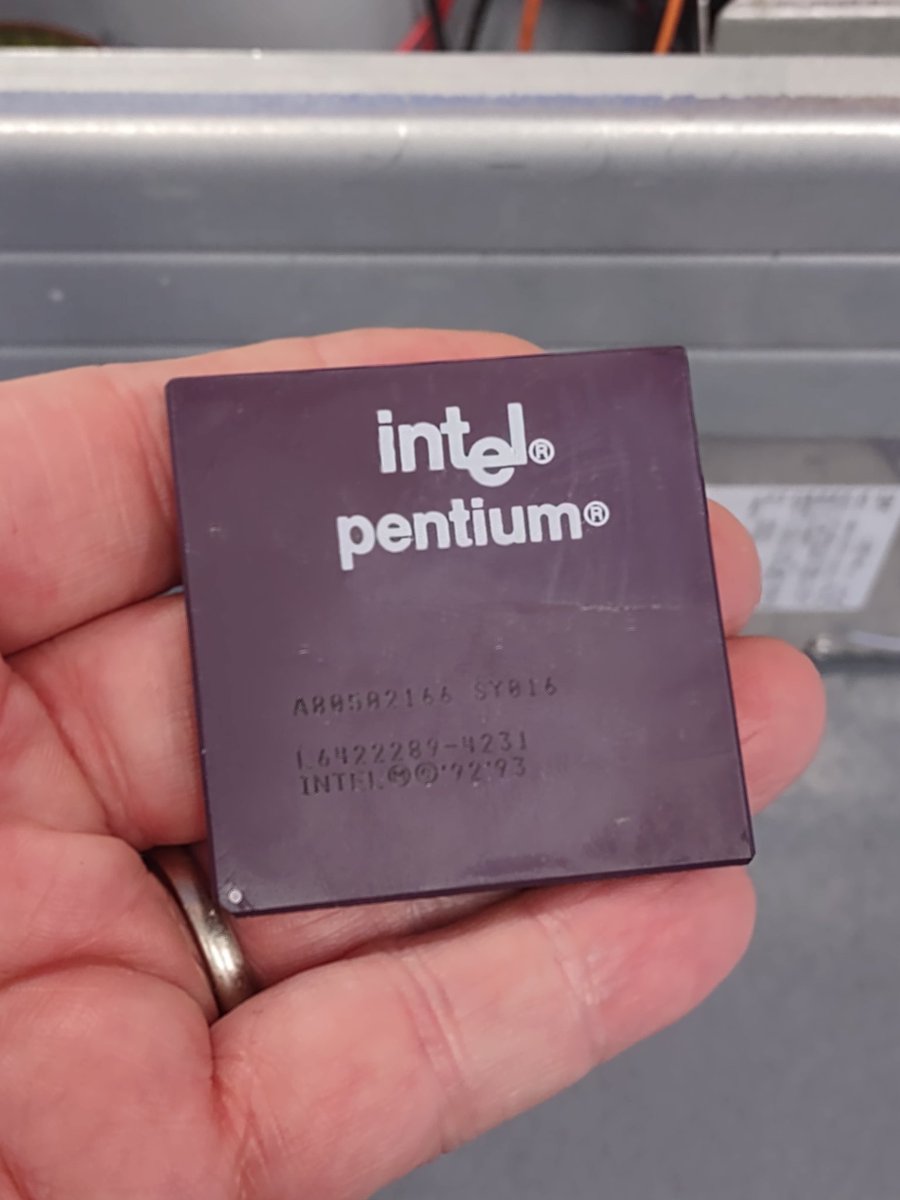 intel®
pentium®
A80502166 SY016
L6422289-4231
INTEL Ⓜ©'92'93